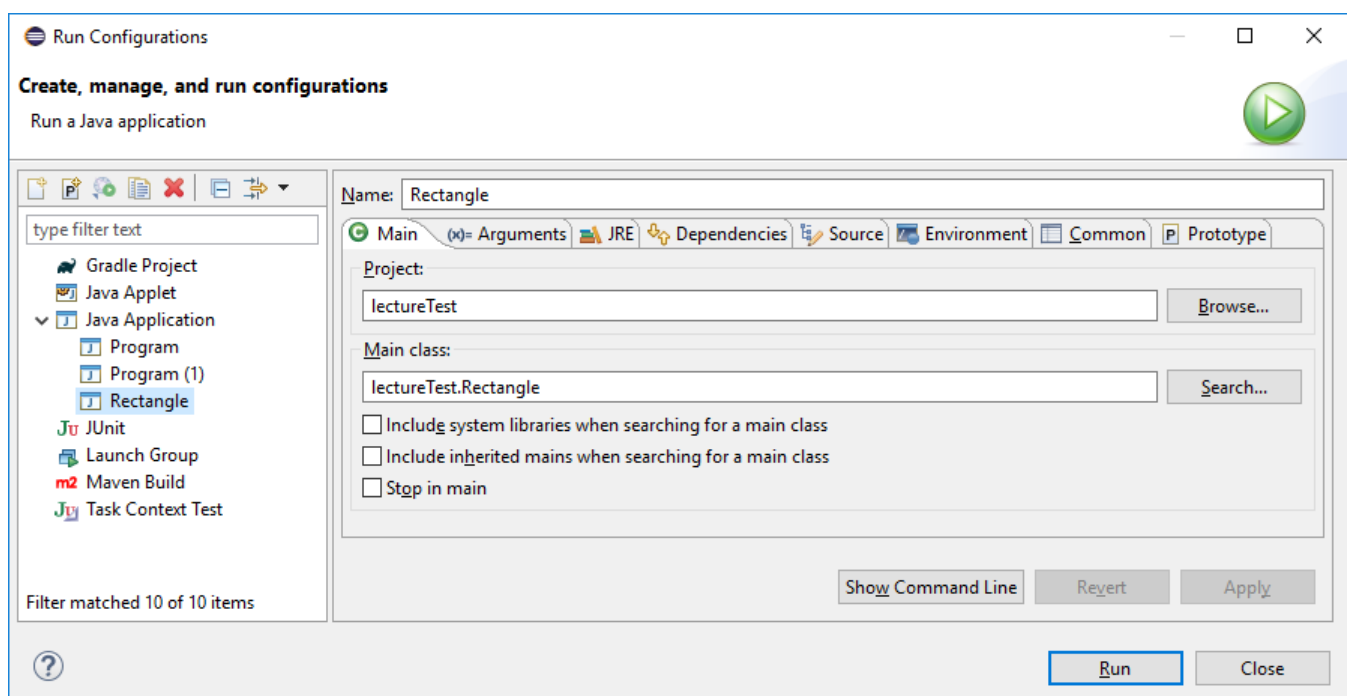 Run Configurations
Create, manage, and run configurations
Run a Java application
type filter text
Gradle Project
Java Applet
Java Application
Program
Program (1)
Rectangle
JUnit
Launch Group
Maven Build
Task Context Test
Filter matched 10 of 10 items
Name: Rectangle
Main (x)= Arguments JRE Dependencies Source Environment Common P Prototype
Project:
lectureTest Browse...
Main class:
lectureTest.Rectangle Search...
Include system libraries when searching for a main class
Include inherited mains when searching for a main class
Stop in main
Show Command Line Revert Apply
Run Close